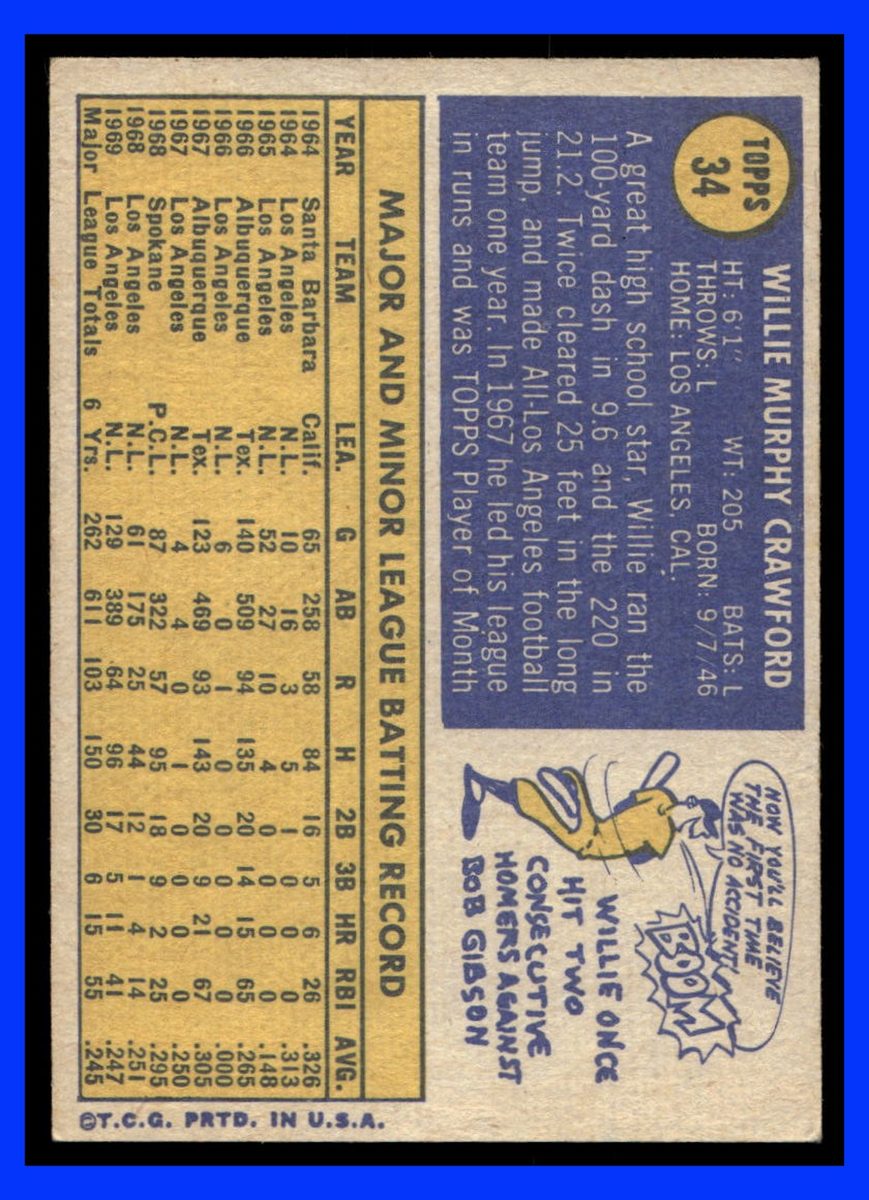 TOPPS
34
WILLIE MURPHY CRAWFORD
HT: 6'1" WT: 205 BATS: L
THROWS: L BORN: 9/7/46
HOME: LOS ANGELES, CAL.
A great high school star, Willie ran the
100-yard dash in 9.6 and the 220 in
21.2. Twice cleared 25 feet in the long
jump, and made All-Los Angeles football
team one year. In 1967 he led his league
in runs and was TOPPS Player of Month
NOW YOU'LL BELIEVE
THE FIRST TIME
WAS NO ACCIDENT!
BOOM
WILLIE ONCE
HIT TWO
CONSECUTIVE
HOMERS AGAINST
BOB GIBSON
MAJOR AND MINOR LEAGUE BATTING RECORD
YEAR TEAM LEA. G AB R H 2B 3B HR RBI AVG.
1964 Santa Barbara Calif. 65 258 58 84 16 5 6 26 .326
1964 Los Angeles N.L. 10 16 3 5 1 0 0 0 .313
1965 Los Angeles N.L. 52 27 10 4 0 0 0 0 .148
1966 Albuquerque Tex. 140 509 94 135 20 14 15 65 .265
1966 Los Angeles N.L. 6 0 1 0 0 0 0 0 .000
1967 Albuquerque Tex. 123 469 93 143 20 9 21 67 .305
1967 Los Angeles N.L. 4 4 0 1 0 0 0 0 .250
1968 Spokane P.C.L. 87 322 57 95 18 9 2 25 .295
1968 Los Angeles N.L. 61 175 25 44 12 1 4 14 .251
1969 Los Angeles N.L. 129 389 64 96 17 5 11 41 .247
Major League Totals 6 Yrs. 262 611 103 150 30 6 15 55 .245
©T.C.G. PRTD. IN U.S.A.